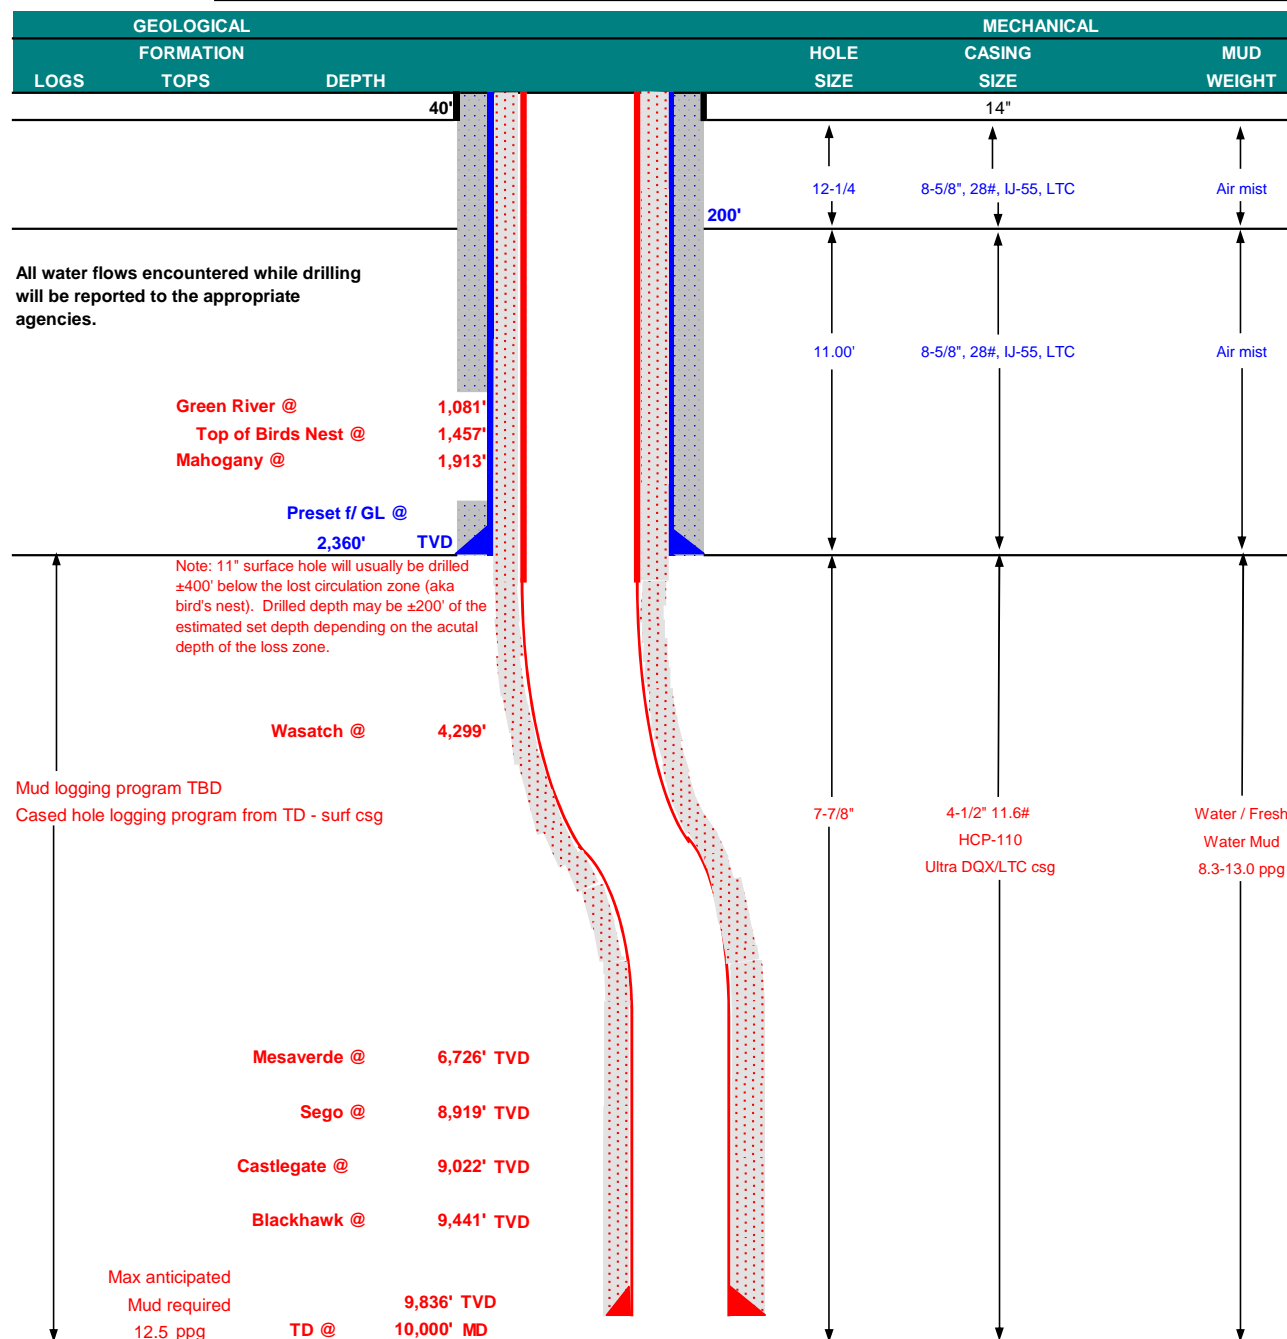 GEOLOGICAL MECHANICAL
FORMATION HOLE CASING MUD
LOGS TOPS DEPTH SIZE SIZE WEIGHT
40' 14"
12-1/4 8-5/8", 28#, IJ-55, LTC Air mist
200'
All water flows encountered while drilling
will be reported to the appropriate
agencies.
11.00' 8-5/8", 28#, IJ-55, LTC Air mist
Green River @ 1,081'
Top of Birds Nest @ 1,457'
Mahogany @ 1,913'
Preset f/ GL @
2,360' TVD
Note: 11" surface hole will usually be drilled
±400' below the lost circulation zone (aka
bird's nest). Drilled depth may be ±200' of the
estimated set depth depending on the acutal
depth of the loss zone.
Wasatch @ 4,299'
Mud logging program TBD
Cased hole logging program from TD - surf csg
7-7/8" 4-1/2" 11.6# Water / Fresh
HCP-110 Water Mud
Ultra DQX/LTC csg 8.3-13.0 ppg
Mesaverde @ 6,726' TVD
Sego @ 8,919' TVD
Castlegate @ 9,022' TVD
Blackhawk @ 9,441' TVD
Max anticipated
Mud required 9,836' TVD
12.5 ppg TD @ 10,000' MD